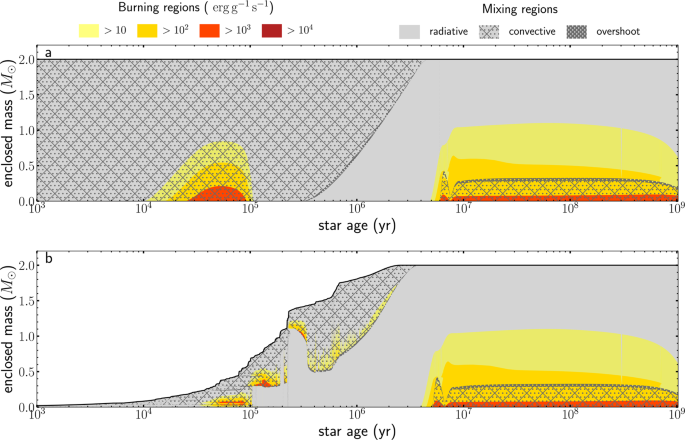 Burning regions ( erg g⁻¹ s⁻¹) Mixing regions
> 10 > 10² > 10³ > 10⁴ radiative convective overshoot
a
enclosed mass (M⊙)
2.0
1.5
1.0
0.5
0.0
10³ 10⁴ 10⁵ 10⁶ 10⁷ 10⁸ 10⁹
star age (yr)
b
enclosed mass (M⊙)
2.0
1.5
1.0
0.5
0.0
10³ 10⁴ 10⁵ 10⁶ 10⁷ 10⁸ 10⁹
star age (yr)